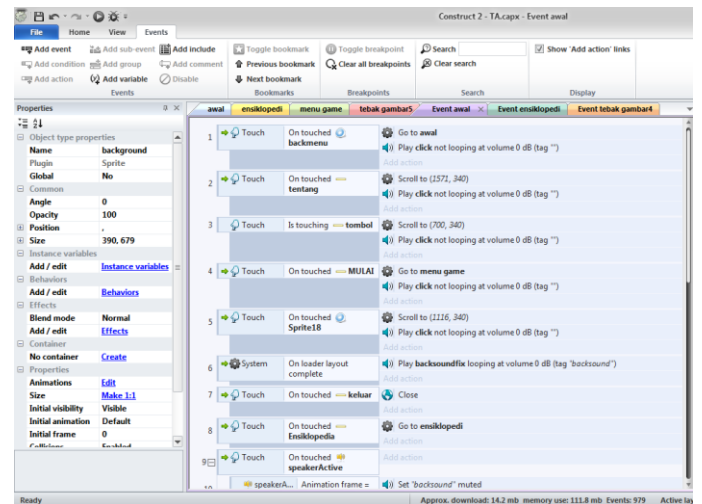 Construct 2 - TA.capx - Event awal
File Home View Events
Add event Add sub-event Add include
Add condition Add group Add comment
Add action Add variable Disable
Events
Toggle bookmark
Previous bookmark
Next bookmark
Bookmarks
Toggle breakpoint
Clear all breakpoints
Breakpoints
Search
Clear search
Search
Show 'Add action' links
Display
Properties
Object type properties
Name background
Plugin Sprite
Global No
Common
Angle 0
Opacity 100
Position ,
Size 390, 679
Instance variables
Add / edit Instance variables
Behaviors
Add / edit Behaviors
Effects
Blend mode Normal
Add / edit Effects
Container
No container Create
Properties
Animations Edit
Size Make 1:1
Initial visibility Visible
Initial animation Default
Initial frame 0
Collisions Enabled
awal ensiklopedi menu game tebak gambar5 Event awal Event ensiklopedi Event tebak gambar4
1 Touch On touched backmenu Go to awal
Play click not looping at volume 0 dB (tag "")
Add action
2 Touch On touched tentang Scroll to (1571, 340)
Play click not looping at volume 0 dB (tag "")
Add action
3 Touch Is touching tombol Scroll to (700, 340)
Play click not looping at volume 0 dB (tag "")
Add action
4 Touch On touched MULAI Go to menu game
Play click not looping at volume 0 dB (tag "")
Add action
5 Touch On touched Sprite18 Scroll to (1116, 340)
Play click not looping at volume 0 dB (tag "")
Add action
6 System On loader layout complete Play backsoundfix looping at volume 0 dB (tag "backsound")
Add action
7 Touch On touched keluar Close
Add action
8 Touch On touched Ensiklopedia Go to ensiklopedi
Add action
9 Touch On touched speakerActive Add action
10 speakerA... Animation frame = Set "backsound" muted
Ready Approx. download: 14.2 mb memory use: 111.8 mb Events: 979 Active lay